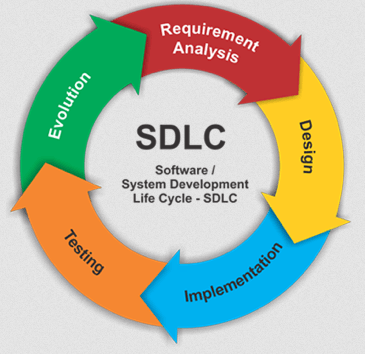 Requirement
Analysis
Design
Implementation
Testing
Evolution
SDLC
Software /
System Development
Life Cycle - SDLC